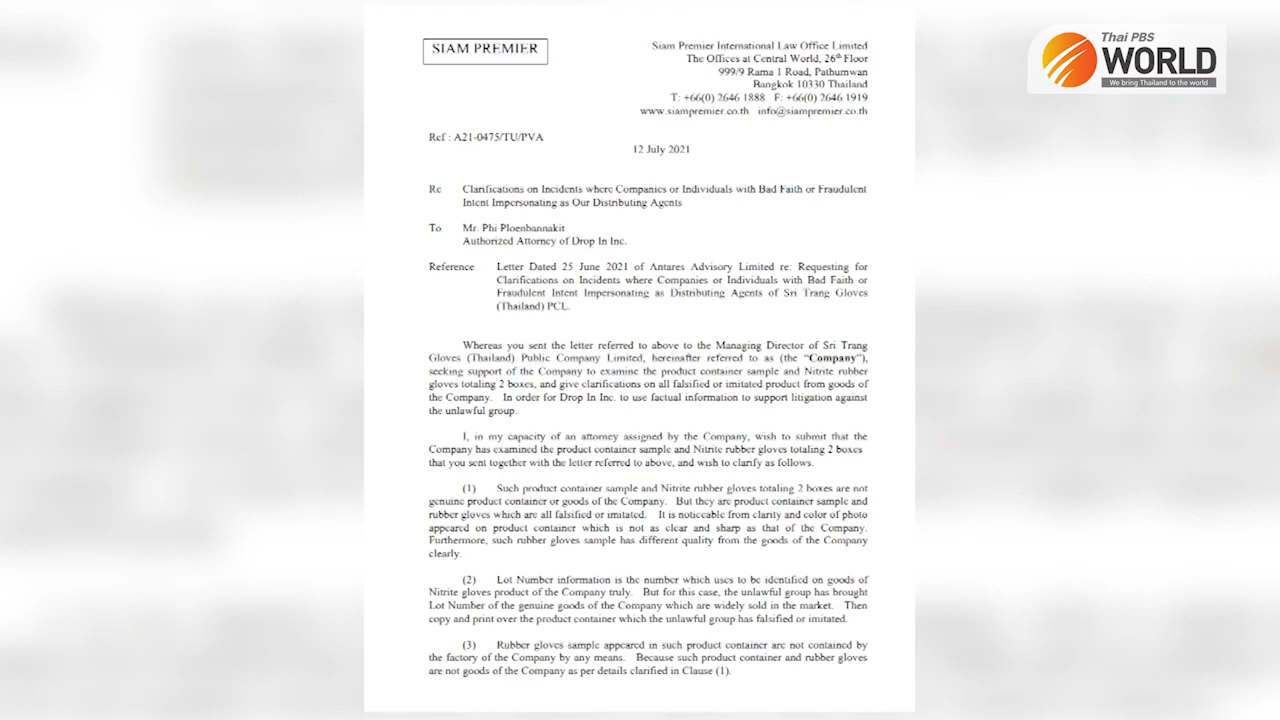 SIAM PREMIER
Siam Premier International Law Office Limited
The Offices at Central World, 26th Floor
999/9 Rama 1 Road, Pathumwan
Bangkok 10330 Thailand
T: +66(0) 2646 1888 F: +66(0) 2646 1919
www.siampremier.co.th info@siampremier.co.th
Thai PBS
WORLD
We bring Thailand to the world
Ref : A21-0475/TU/PVA
12 July 2021
Re Clarifications on Incidents where Companies or Individuals with Bad Faith or Fraudulent
Intent Impersonating as Our Distributing Agents
To Mr. Phi Ploenbannakit
Authorized Attorney of Drop In Inc.
Reference Letter Dated 25 June 2021 of Antares Advisory Limited re: Requesting for
Clarifications on Incidents where Companies or Individuals with Bad Faith or
Fraudulent Intent Impersonating as Distributing Agents of Sri Trang Gloves
(Thailand) PCL.
Whereas you sent the letter referred to above to the Managing Director of Sri Trang
Gloves (Thailand) Public Company Limited, hereinafter referred to as (the “Company”),
seeking support of the Company to examine the product container sample and Nitrite rubber
gloves totaling 2 boxes, and give clarifications on all falsified or imitated product from goods of
the Company. In order for Drop In Inc. to use factual information to support litigation against
the unlawful group.
I, in my capacity of an attorney assigned by the Company, wish to submit that the
Company has examined the product container sample and Nitrite rubber gloves totaling 2 boxes
that you sent together with the letter referred to above, and wish to clarify as follows.
(1) Such product container sample and Nitrite rubber gloves totaling 2 boxes are not
genuine product container or goods of the Company. But they are product container sample and
rubber gloves which are all falsified or imitated. It is noticeable from clarity and color of photo
appeared on product container which is not as clear and sharp as that of the Company.
Furthermore, such rubber gloves sample has different quality from the goods of the Company
clearly.
(2) Lot Number information is the number which uses to be identified on goods of
Nitrite gloves product of the Company truly. But for this case, the unlawful group has brought
Lot Number of the genuine goods of the Company which are widely sold in the market. Then
copy and print over the product container which the unlawful group has falsified or imitated.
(3) Rubber gloves sample appeared in such product container are not contained by
the factory of the Company by any means. Because such product container and rubber gloves
are not goods of the Company as per details clarified in Clause (1).